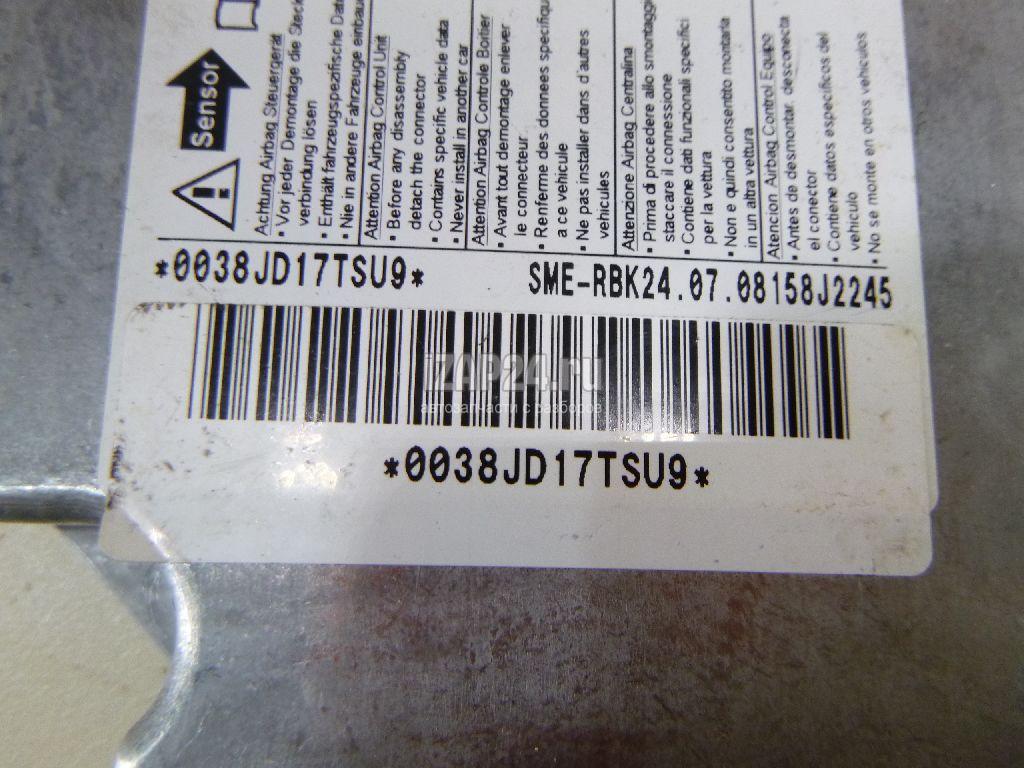 Sensor
Achtung Airbag Steuergerät
• Vor jeder Demontage die Steck
verbindung lösen
• Enthält fahrzeugspezifische Date
• Nie in andere Fahrzeuge einbaue
Attention Airbag Control Unit
• Before any disassembly
detach the connector
• Contains specific vehicle data
• Never install in another car
Attention Airbag Controle Boitier
• Avant tout demontage enlever
le connecteur
• Renferme des donnees specifiqu
a ce vehicule
• Ne pas installer dans d'autres
vehicules
Attenzione Airbag Centralina
• Prima di procedere allo smontaggi
staccare il connessione
• Contiene dati funzionali specifici
per la vettura
• Non e quindi consentito montarla
in un altra vettura
Atencion Airbag Control Equipo
• Antes de desmontar, desconecta
el conector
• Contiene datos especificos del
vehiculo
• No se monte en otros vehiculos
*0038JD17TSU9* SME-RBK24.07.08158J2245
iZAP24.ru
автозапчасти с разборов
*0038JD17TSU9*